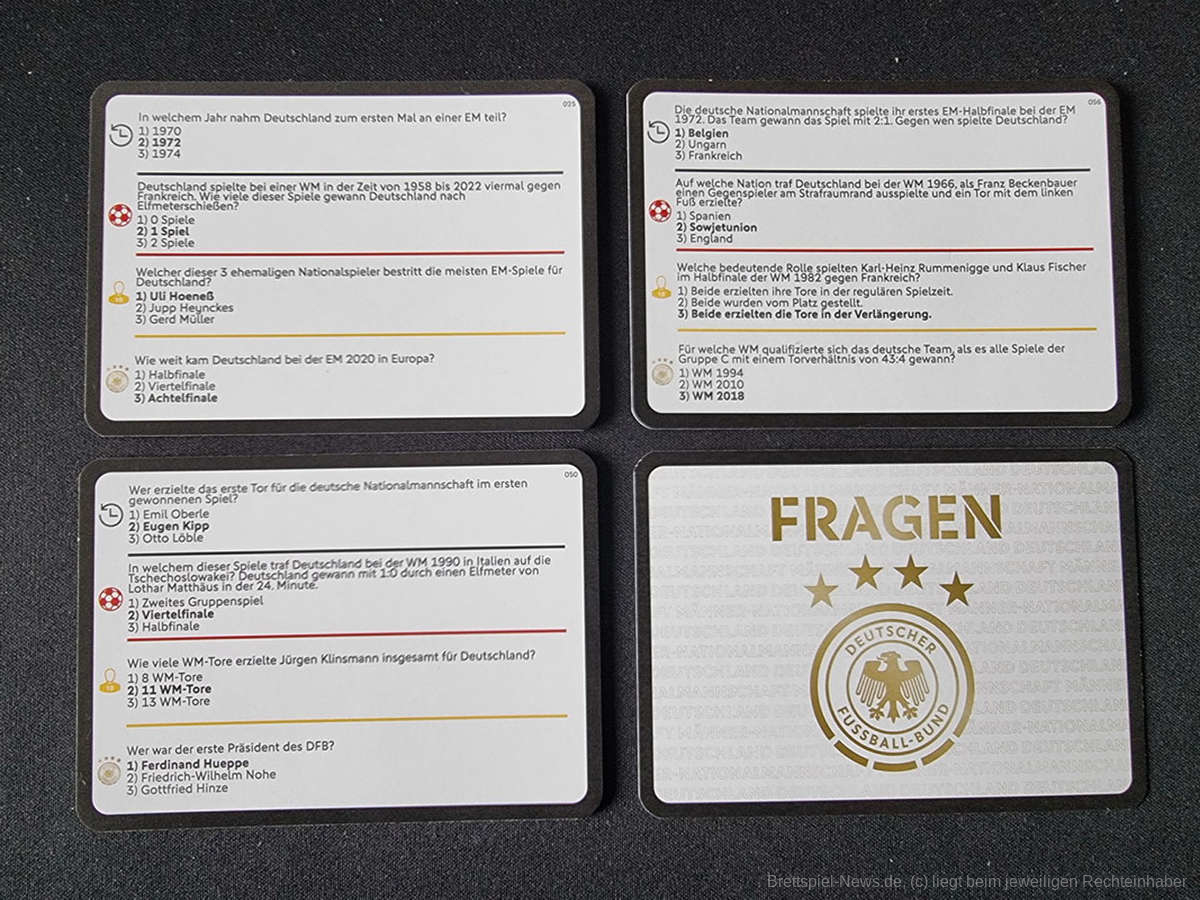 025
In welchem Jahr nahm Deutschland zum ersten Mal an einer EM teil?
1) 1970
2) 1972
3) 1974
Deutschland spielte bei einer WM in der Zeit von 1958 bis 2022 viermal gegen
Frankreich. Wie viele dieser Spiele gewann Deutschland nach
Elfmeterschießen?
1) 0 Spiele
2) 1 Spiel
3) 2 Spiele
Welcher dieser 3 ehemaligen Nationalspieler bestritt die meisten EM-Spiele für
Deutschland?
1) Uli Hoeneß
2) Jupp Heynckes
3) Gerd Müller
Wie weit kam Deutschland bei der EM 2020 in Europa?
1) Halbfinale
2) Viertelfinale
3) Achtelfinale
056
Die deutsche Nationalmannschaft spielte ihr erstes EM-Halbfinale bei der EM
1972. Das Team gewann das Spiel mit 2:1. Gegen wen spielte Deutschland?
1) Belgien
2) Ungarn
3) Frankreich
Auf welche Nation traf Deutschland bei der WM 1966, als Franz Beckenbauer
einen Gegenspieler am Strafraumrand ausspielte und ein Tor mit dem linken
Fuß erzielte?
1) Spanien
2) Sowjetunion
3) England
Welche bedeutende Rolle spielten Karl-Heinz Rummenigge und Klaus Fischer
im Halbfinale der WM 1982 gegen Frankreich?
1) Beide erzielten ihre Tore in der regulären Spielzeit.
2) Beide wurden vom Platz gestellt.
3) Beide erzielten die Tore in der Verlängerung.
Für welche WM qualifizierte sich das deutsche Team, als es alle Spiele der
Gruppe C mit einem Torverhältnis von 43:4 gewann?
1) WM 1994
2) WM 2010
3) WM 2018
050
Wer erzielte das erste Tor für die deutsche Nationalmannschaft im ersten
gewonnenen Spiel?
1) Emil Oberle
2) Eugen Kipp
3) Otto Löble
In welchem dieser Spiele traf Deutschland bei der WM 1990 in Italien auf die
Tschechoslowakei? Deutschland gewann mit 1:0 durch einen Elfmeter von
Lothar Matthäus in der 24. Minute.
1) Zweites Gruppenspiel
2) Viertelfinale
3) Halbfinale
Wie viele WM-Tore erzielte Jürgen Klinsmann insgesamt für Deutschland?
1) 8 WM-Tore
2) 11 WM-Tore
3) 13 WM-Tore
Wer war der erste Präsident des DFB?
1) Ferdinand Hueppe
2) Friedrich-Wilhelm Nohe
3) Gottfried Hinze
FRAGEN
DEUTSCHER
FUSSBALL-BUND
Brettspiel-News.de, (c) liegt beim jeweiligen Rechteinhaber